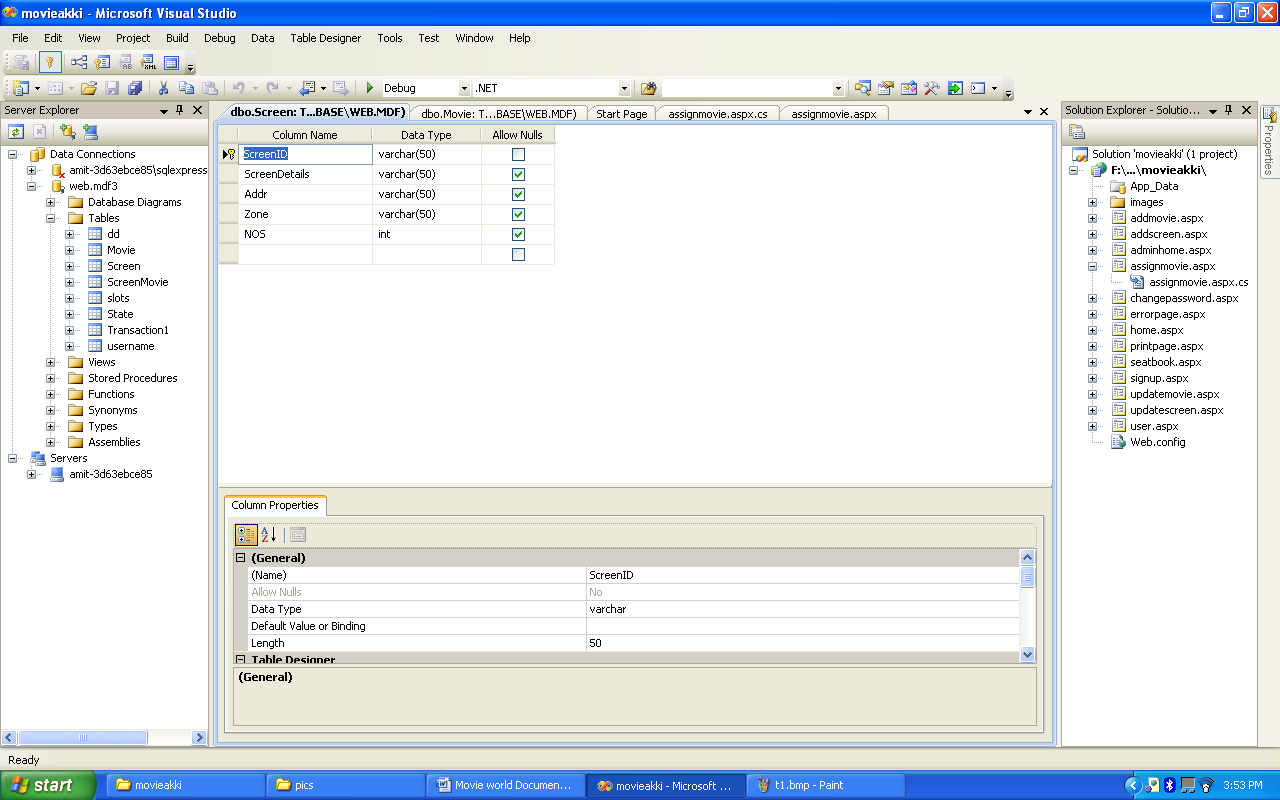 movieakki - Microsoft Visual Studio
File Edit View Project Build Debug Data Table Designer Tools Test Window Help
Debug .NET
Server Explorer
Data Connections
amit-3d63ebce85\sqlexpress
web.mdf3
Database Diagrams
Tables
dd
Movie
Screen
ScreenMovie
slots
State
Transaction1
username
Views
Stored Procedures
Functions
Synonyms
Types
Assemblies
Servers
amit-3d63ebce85
dbo.Screen: T...BASE\WEB.MDF) dbo.Movie: T...BASE\WEB.MDF) Start Page assignmovie.aspx.cs assignmovie.aspx
Column Name Data Type Allow Nulls
ScreenID varchar(50)
ScreenDetails varchar(50)
Addr varchar(50)
Zone varchar(50)
NOS int
Column Properties
(General)
(Name) ScreenID
Allow Nulls No
Data Type varchar
Default Value or Binding
Length 50
Table Designer
(General)
Solution Explorer - Solutio...
Solution 'movieakki' (1 project)
F:\...\movieakki\
App_Data
images
addmovie.aspx
addscreen.aspx
adminhome.aspx
assignmovie.aspx
assignmovie.aspx.cs
changepassword.aspx
errorpage.aspx
home.aspx
printpage.aspx
seatbook.aspx
signup.aspx
updatemovie.aspx
updatescreen.aspx
user.aspx
Web.config
Properties
Ready
start movieakki pics Movie world Documen... movieakki - Microsoft ... t1.bmp - Paint 3:53 PM